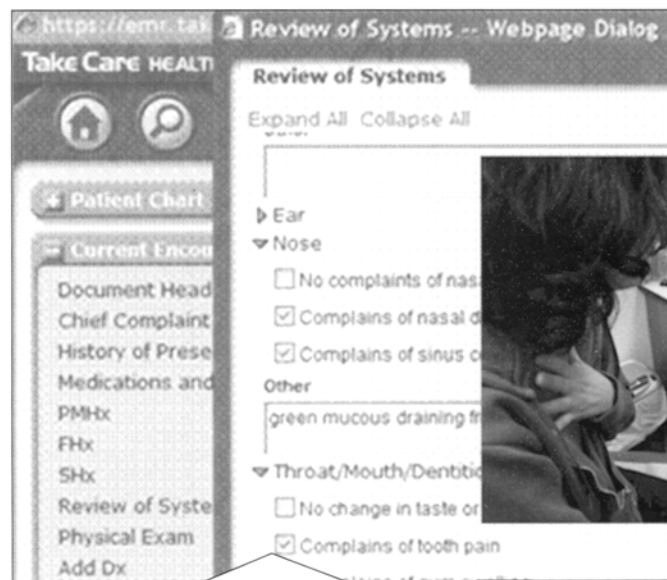 https://emr.tak
Review of Systems -- Webpage Dialog
Take Care HEALT
Review of Systems
Expand All Collapse All
Patient Chart
Ear
Nose
Current Encou
No complaints of nas
Document Head
Complains of nasal d
Chief Complaint
Complains of sinus c
History of Prese
Medications and
Other
PMHx
green mucous draining fr
FHx
SHx
Throat/Mouth/Dentitio
Review of Syste
No change in taste or
Physical Exam
Complains of tooth pain
Add Dx